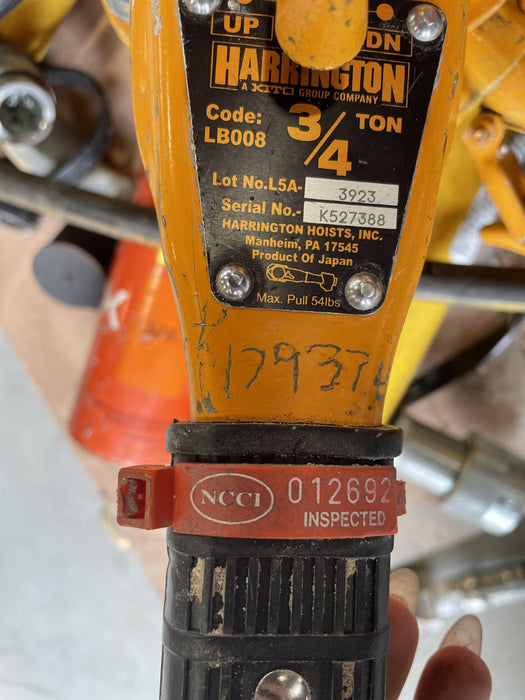 UP
DN
HARRINGTON
A KITO GROUP COMPANY
Code:
LB008
3/4 TON
Lot No.L5A- 3923
Serial No.- K527388
HARRINGTON HOISTS, INC.
Manheim, PA 17545
Product Of Japan
Max. Pull 54lbs
NCCI
012692
INSPECTED